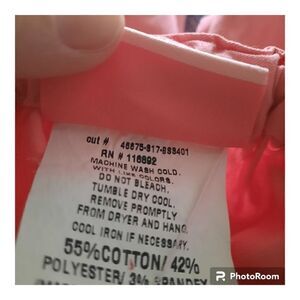 cut # 46675-817-BS5401
RN # 116892
MACHINE WASH COLD.
WITH LIKE COLORS.
DO NOT BLEACH.
TUMBLE DRY COOL.
REMOVE PROMPTLY
FROM DRYER AND HANG.
COOL IRON IF NECESSARY.
55%COTTON/ 42%
POLYESTER/ 3% SPANDEX
PhotoRoom